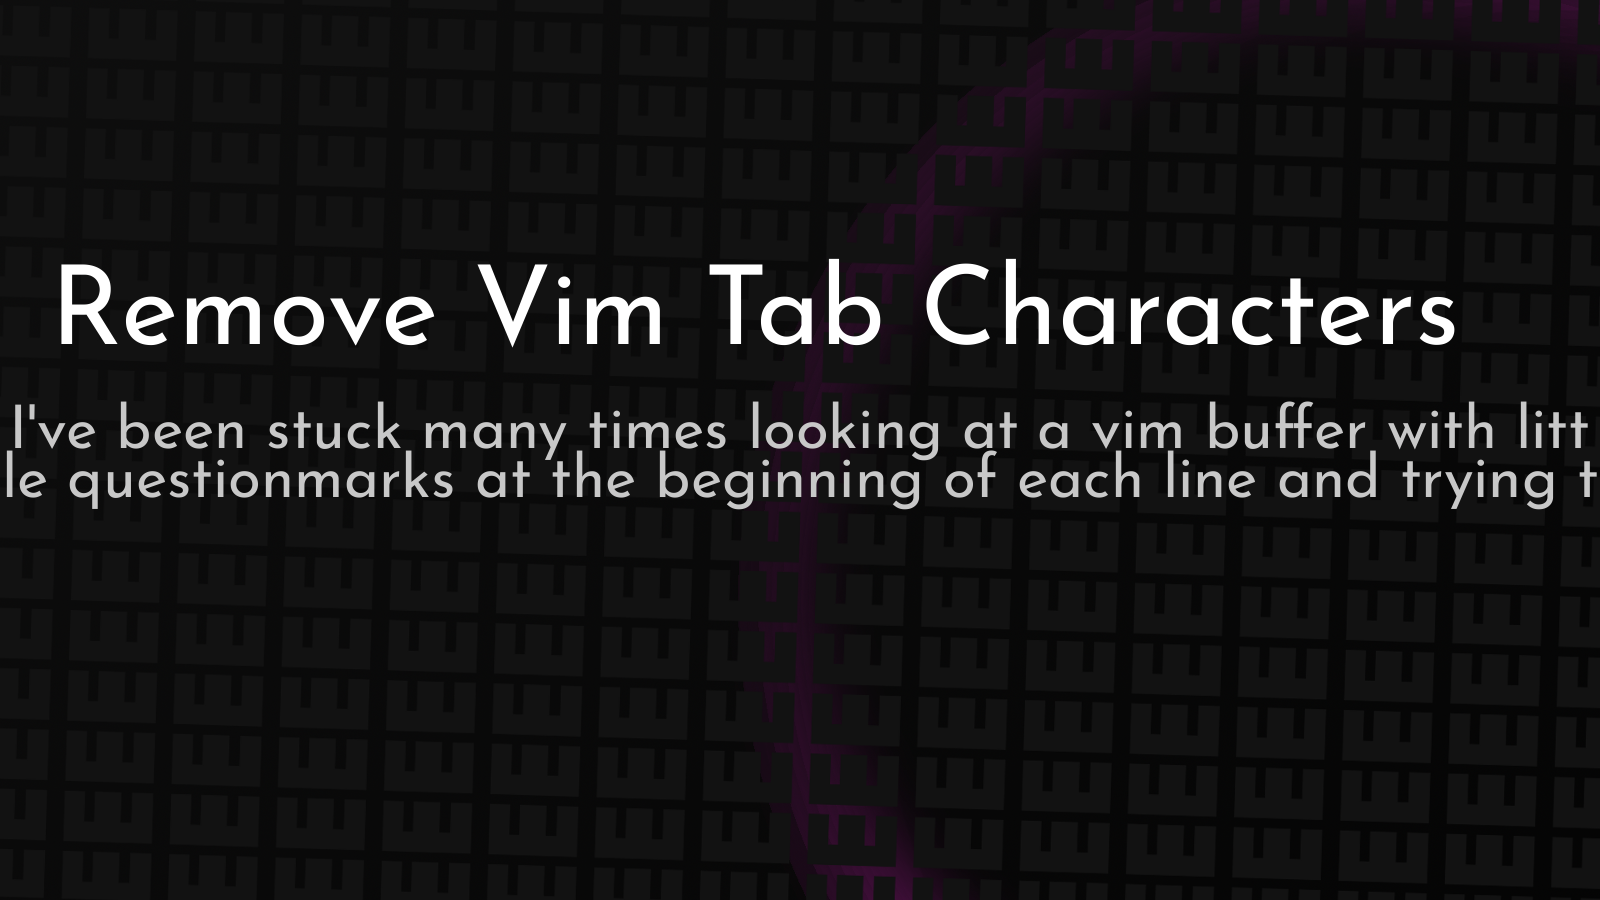 Remove Vim Tab Characters
I've been stuck many times looking at a vim buffer with litt
le questionmarks at the beginning of each line and trying t